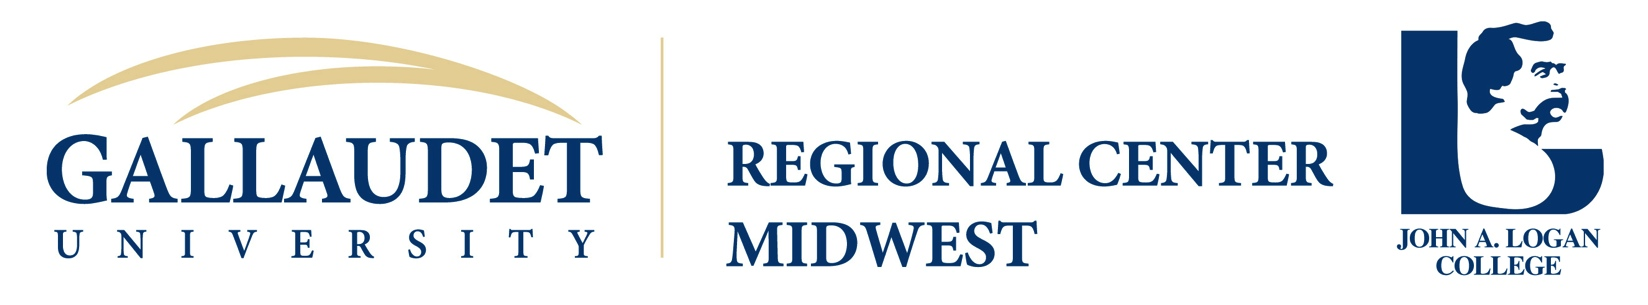 GALLAUDET
UNIVERSITY
REGIONAL CENTER
MIDWEST
JOHN A. LOGAN
COLLEGE